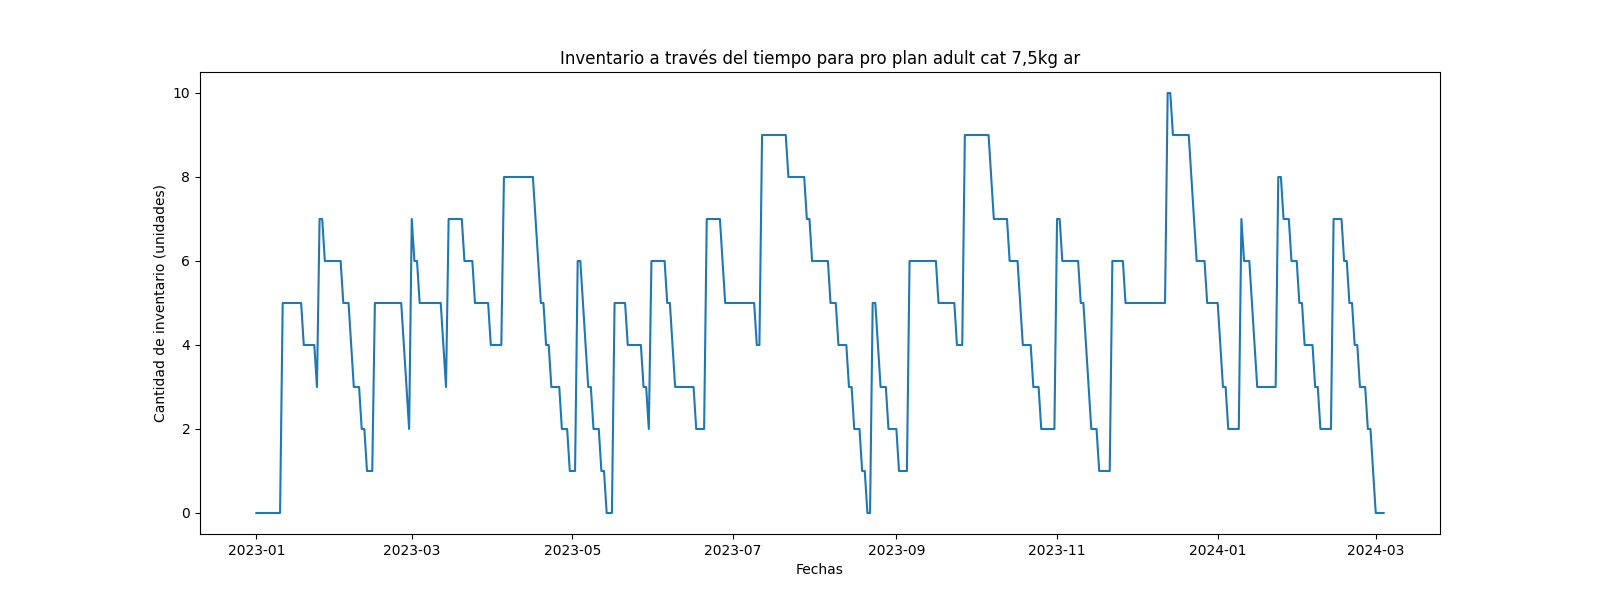 Inventario a través del tiempo para pro plan adult cat 7,5kg ar
Cantidad de inventario (unidades)
10
8
6
4
2
0
2023-01 2023-03 2023-05 2023-07 2023-09 2023-11 2024-01 2024-03
Fechas